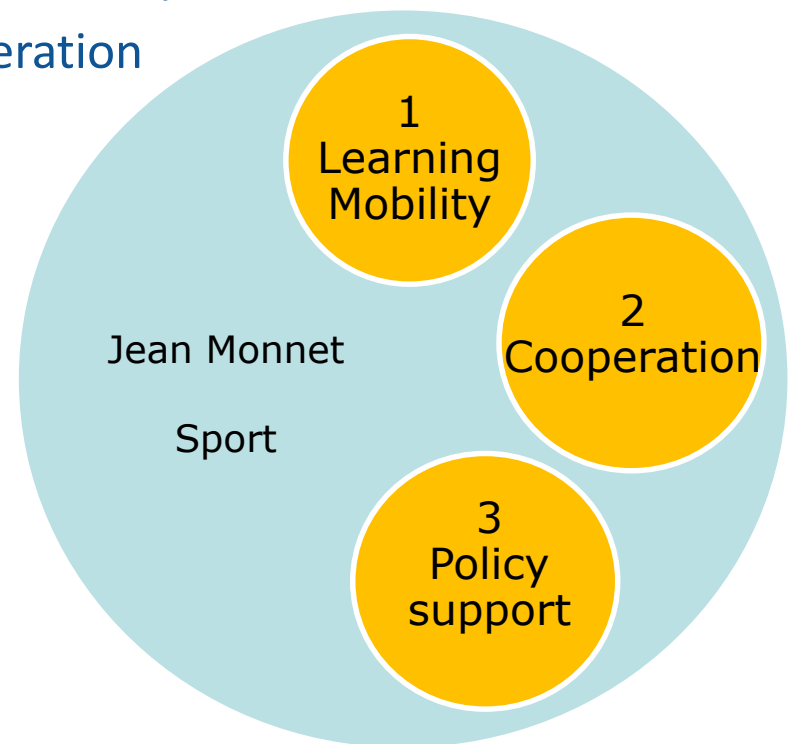 eration
1
Learning
Mobility
2
Cooperation
Jean Monnet
Sport
3
Policy
support